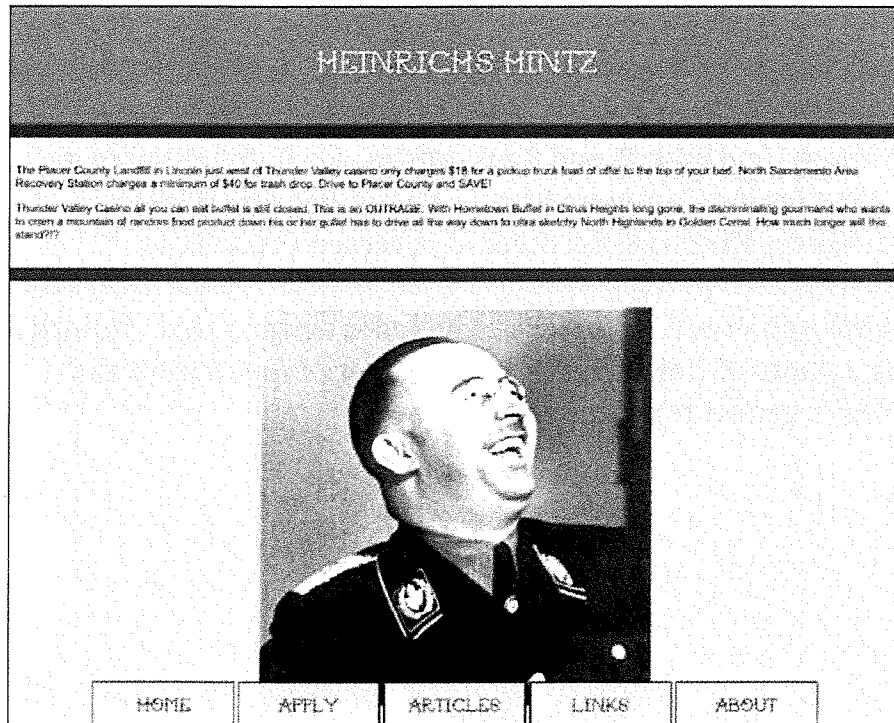 HEINRICHS HINTZ
The Placer County Landfill in Lincoln just west of Thunder Valley casino only charges $18 for a pickup truck load of offal to the top of your bed. North Sacramento Area
Recovery Station charges a minimum of $40 for trash drop. Drive to Placer County and SAVE!
Thunder Valley Casino all you can eat buffet is still closed. This is an OUTRAGE. With Hometown Buffet in Citrus Heights long gone, the discriminating gourmand who wants
to cram a mountain of random food product down his or her gullet has to drive all the way down to ultra sketchy North Highlands to Golden Corral. How much longer will this
stand?!?
HOME
APPLY
ARTICLES
LINKS
ABOUT